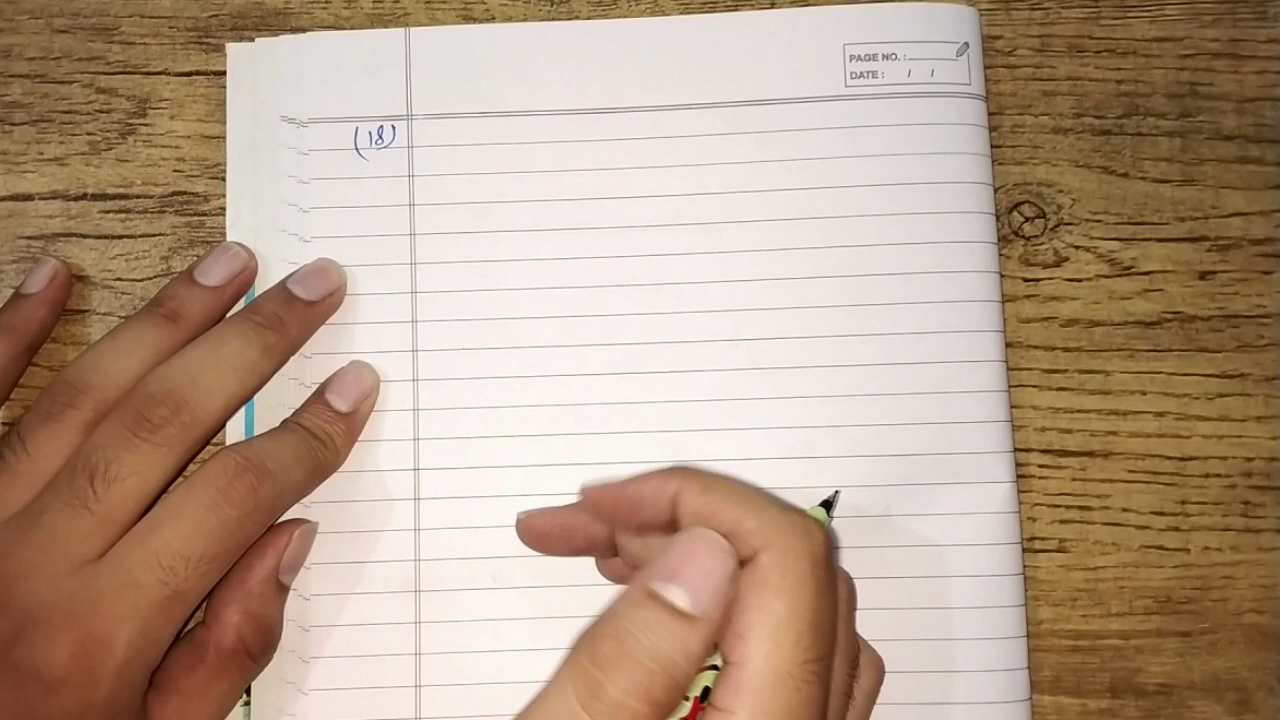 PAGE NO. :
DATE : / /
(18)